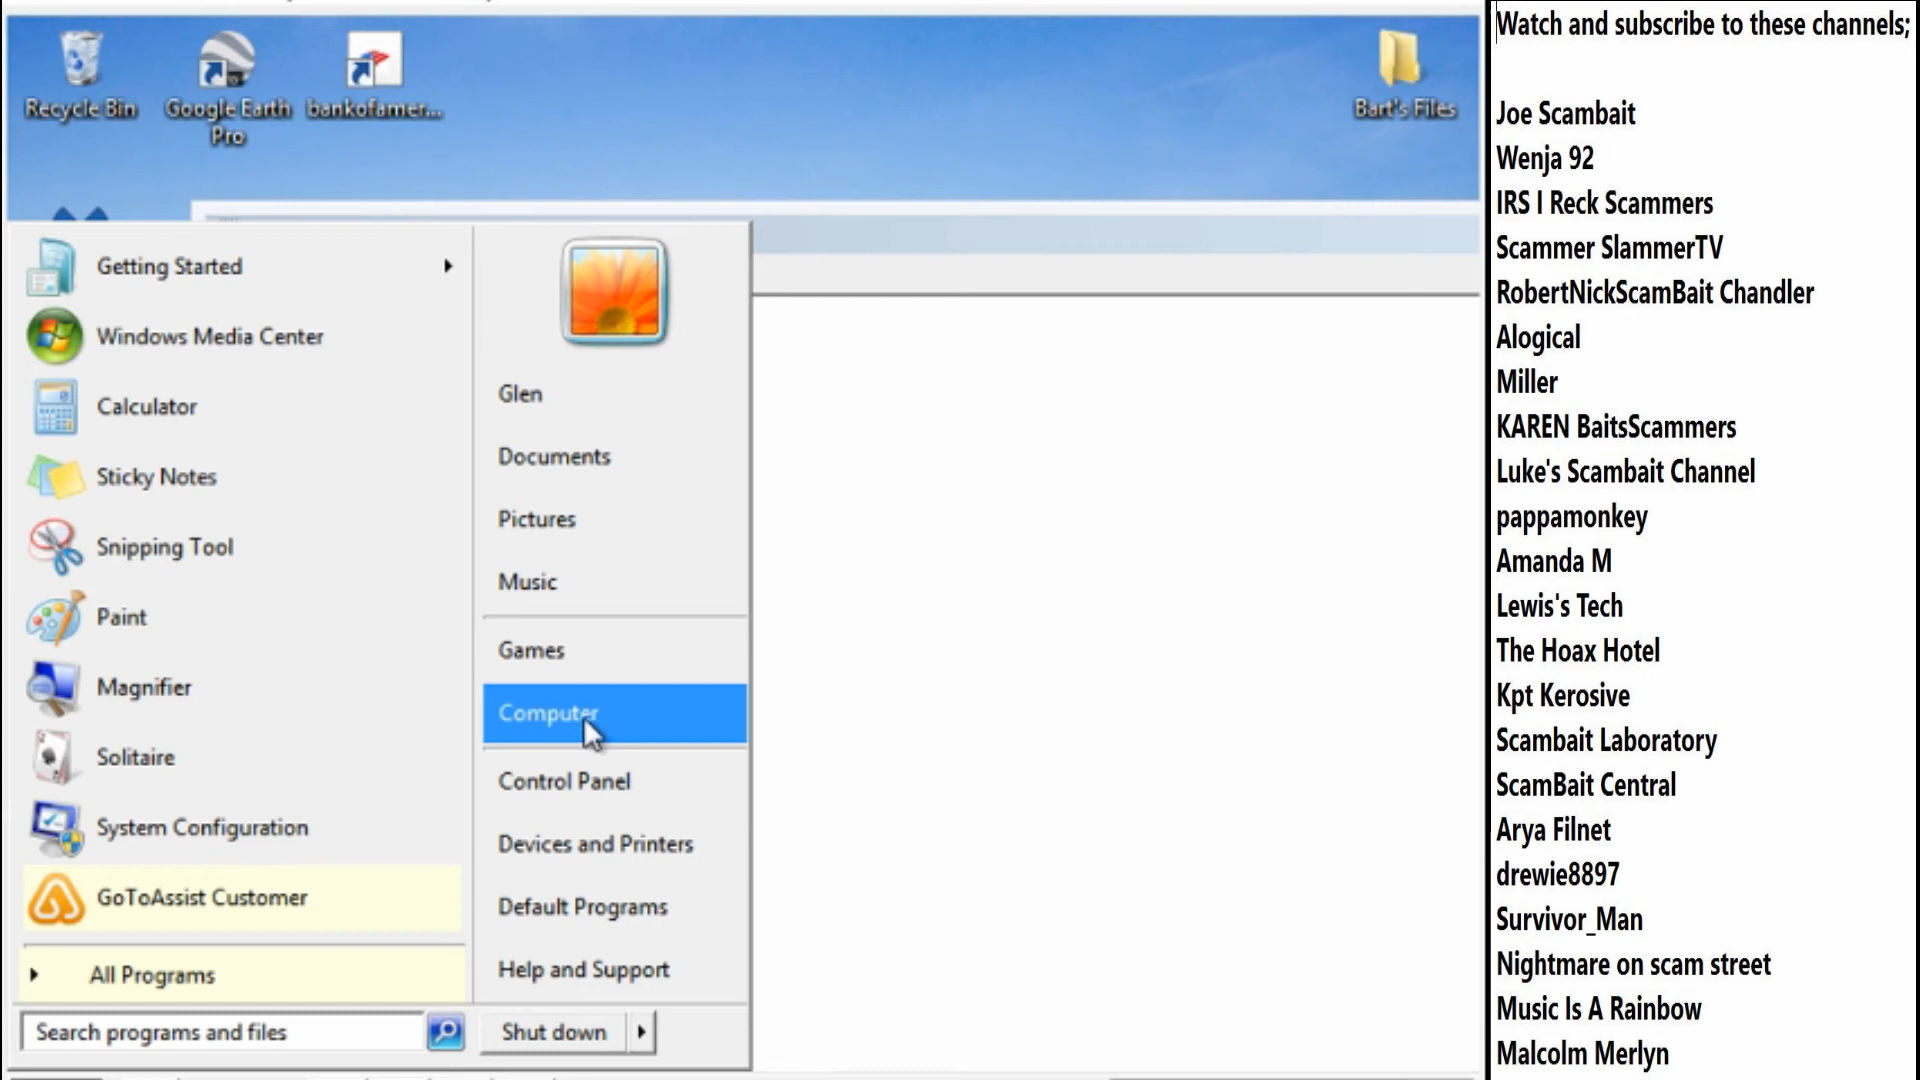 Recycle Bin
Google Earth
Pro
bankofamer...
Bart's Files
Getting Started
Windows Media Center
Calculator
Sticky Notes
Snipping Tool
Paint
Magnifier
Solitaire
System Configuration
GoToAssist Customer
All Programs
Search programs and files
Glen
Documents
Pictures
Music
Games
Computer
Control Panel
Devices and Printers
Default Programs
Help and Support
Shut down
Watch and subscribe to these channels;
Joe Scambait
Wenja 92
IRS I Reck Scammers
Scammer SlammerTV
RobertNickScamBait Chandler
Alogical
Miller
KAREN BaitsScammers
Luke's Scambait Channel
pappamonkey
Amanda M
Lewis's Tech
The Hoax Hotel
Kpt Kerosive
Scambait Laboratory
ScamBait Central
Arya Filnet
drewie8897
Survivor_Man
Nightmare on scam street
Music Is A Rainbow
Malcolm Merlyn